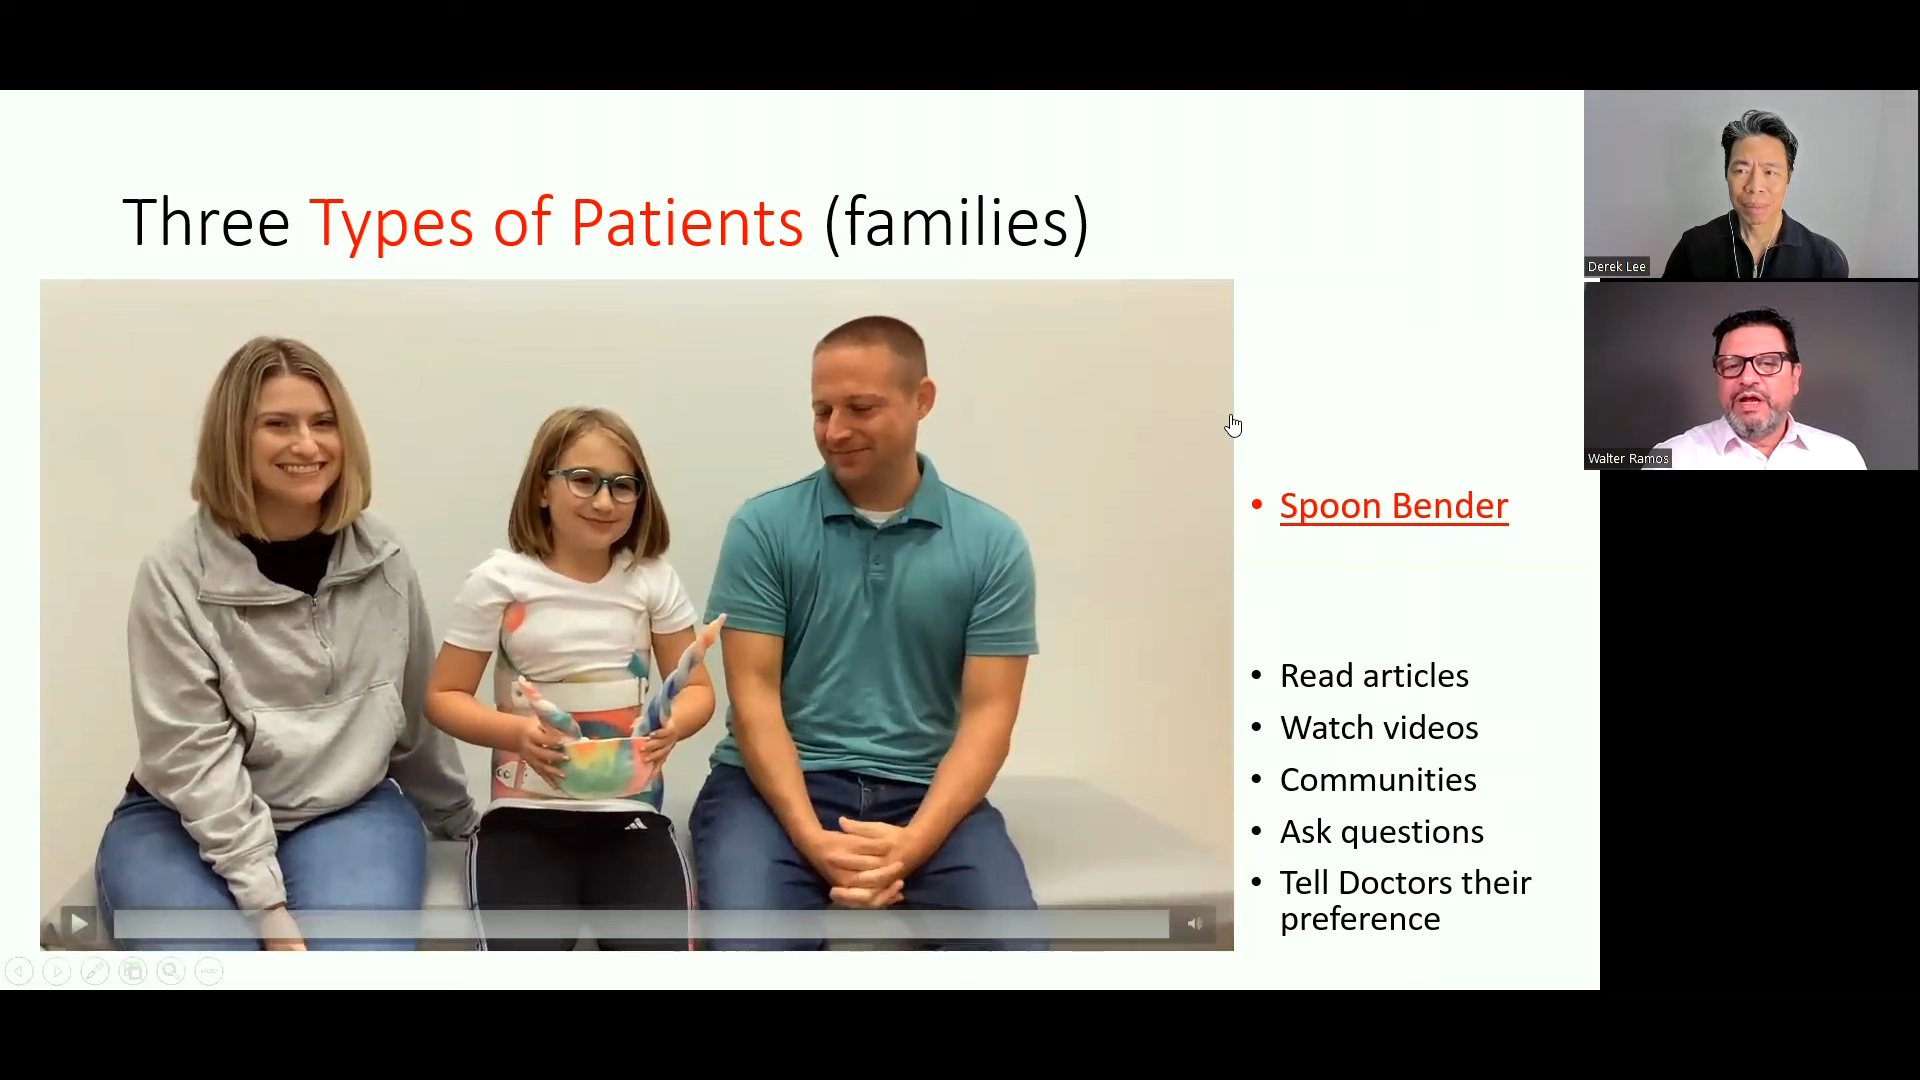 Three Types of Patients (families)
Derek Lee
Walter Ramos
• Spoon Bender
• Read articles
• Watch videos
• Communities
• Ask questions
• Tell Doctors their
preference